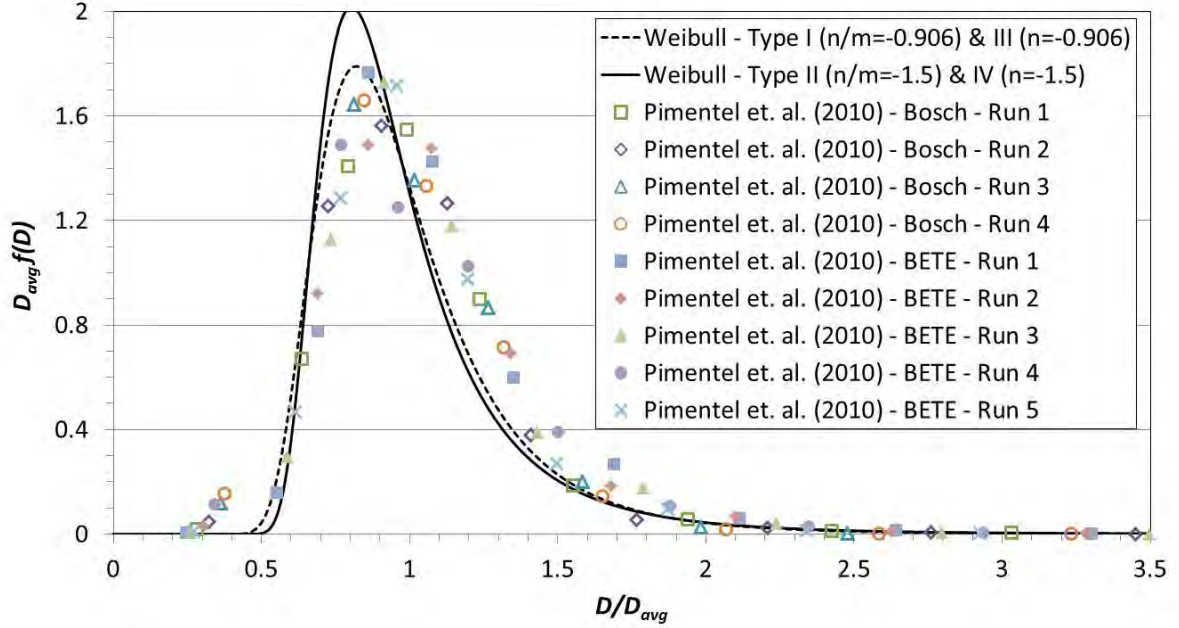 2
1.6
1.2
0.8
0.4
0
D_avg f(D)
Weibull - Type I (n/m=-0.906) & III (n=-0.906)
Weibull - Type II (n/m=-1.5) & IV (n=-1.5)
Pimentel et. al. (2010) - Bosch - Run 1
Pimentel et. al. (2010) - Bosch - Run 2
Pimentel et. al. (2010) - Bosch - Run 3
Pimentel et. al. (2010) - Bosch - Run 4
Pimentel et. al. (2010) - BETE - Run 1
Pimentel et. al. (2010) - BETE - Run 2
Pimentel et. al. (2010) - BETE - Run 3
Pimentel et. al. (2010) - BETE - Run 4
Pimentel et. al. (2010) - BETE - Run 5
0 0.5 1 1.5 2 2.5 3 3.5
D/D_avg